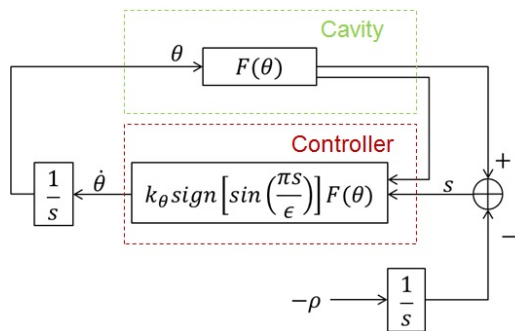 Cavity
θ
F(θ)
Controller
+
1/s
θ̇
k_θ sign[sin(πs/ϵ)]F(θ)
s
−
−ρ
1/s